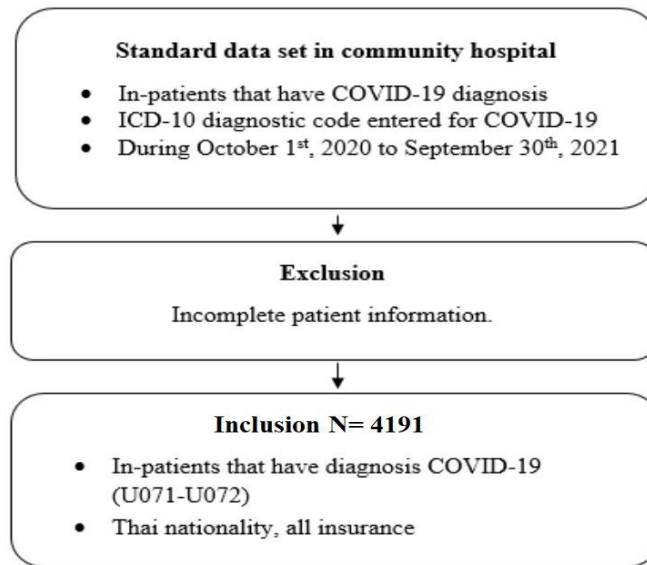 Standard data set in community hospital
• In-patients that have COVID-19 diagnosis
• ICD-10 diagnostic code entered for COVID-19
• During October 1st, 2020 to September 30th, 2021
Exclusion
Incomplete patient information.
Inclusion N= 4191
• In-patients that have diagnosis COVID-19
(U071-U072)
• Thai nationality, all insurance